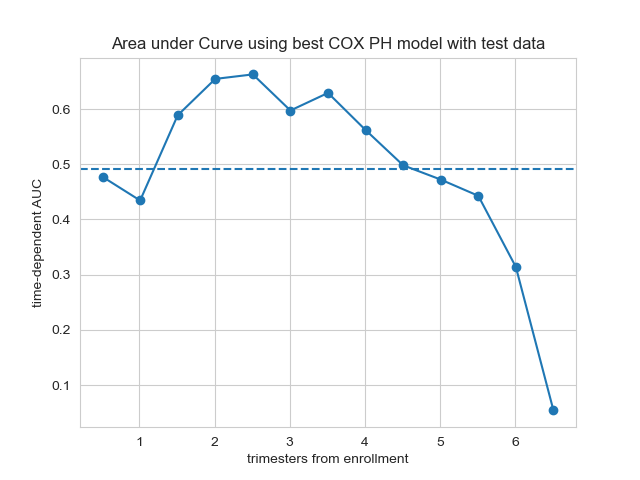 Area under Curve using best COX PH model with test data
time-dependent AUC
0.6
0.5
0.4
0.3
0.2
0.1
1 2 3 4 5 6
trimesters from enrollment